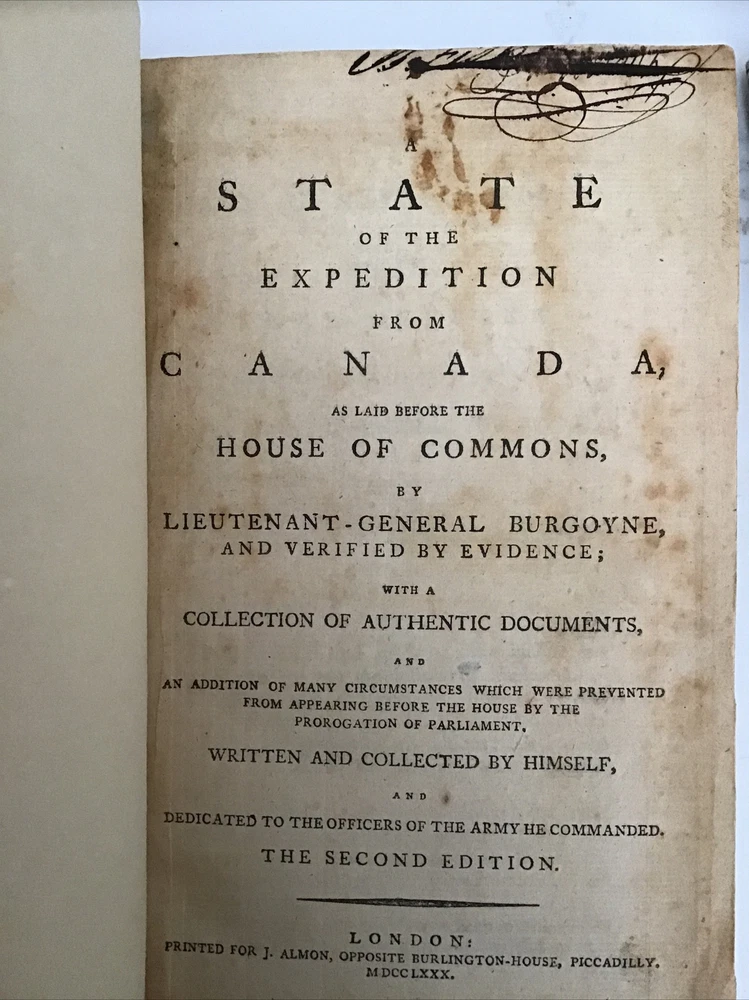 A
STATE
OF THE
EXPEDITION
FROM
CANADA,
AS LAID BEFORE THE
HOUSE OF COMMONS,
BY
LIEUTENANT-GENERAL BURGOYNE,
AND VERIFIED BY EVIDENCE;
WITH A
COLLECTION OF AUTHENTIC DOCUMENTS,
AND
AN ADDITION OF MANY CIRCUMSTANCES WHICH WERE PREVENTED
FROM APPEARING BEFORE THE HOUSE BY THE
PROROGATION OF PARLIAMENT.
WRITTEN AND COLLECTED BY HIMSELF,
AND
DEDICATED TO THE OFFICERS OF THE ARMY HE COMMANDED.
THE SECOND EDITION.
LONDON:
PRINTED FOR J. ALMON, OPPOSITE BURLINGTON-HOUSE, PICCADILLY.
MDCCLXXX.